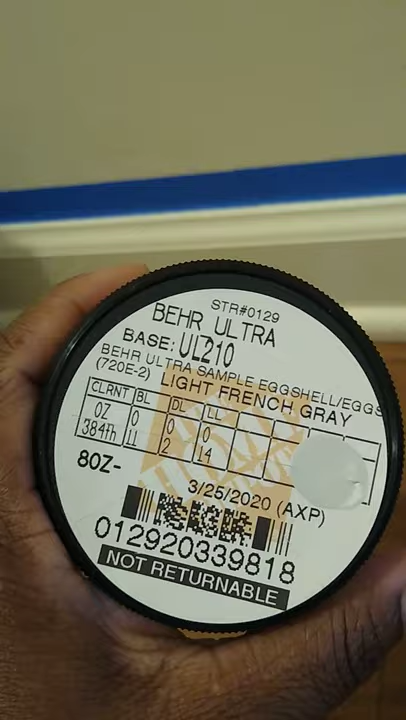 STR#0129
BEHR ULTRA
BASE: UL210
BEHR ULTRA SAMPLE EGGSHELL/EGGS
(720E-2) LIGHT FRENCH GRAY
CLRNT BL DL LL
OZ 0 0 0
384th 11 2 14
8OZ-
3/25/2020 (AXP)
012920339818
NOT RETURNABLE